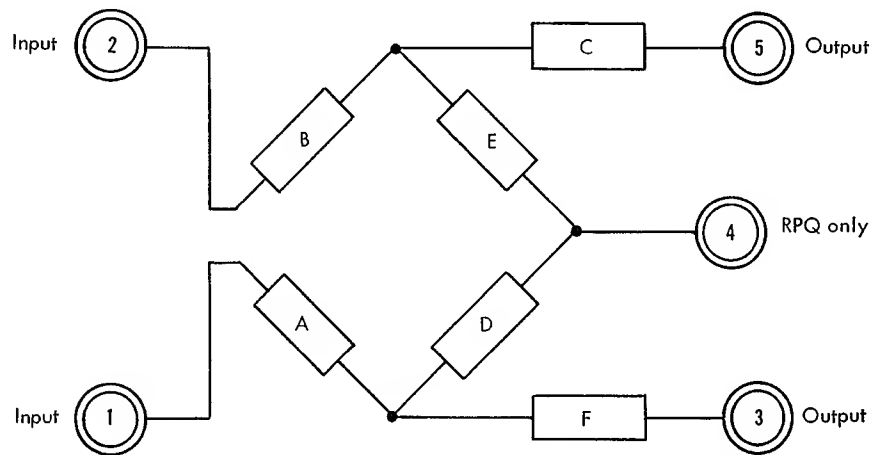 Input 2 C 5 Output
B E
4 RPQ only
A D
Input 1 F 3 Output